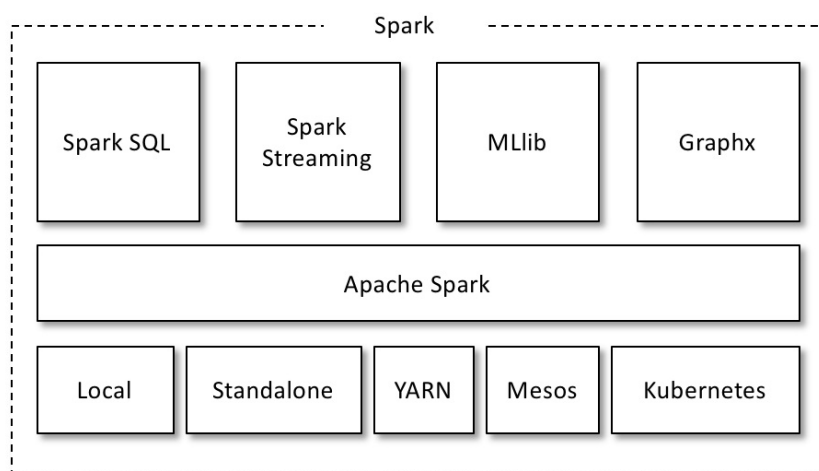 Spark
Spark SQL
Spark
Streaming
MLlib
Graphx
Apache Spark
Local
Standalone
YARN
Mesos
Kubernetes